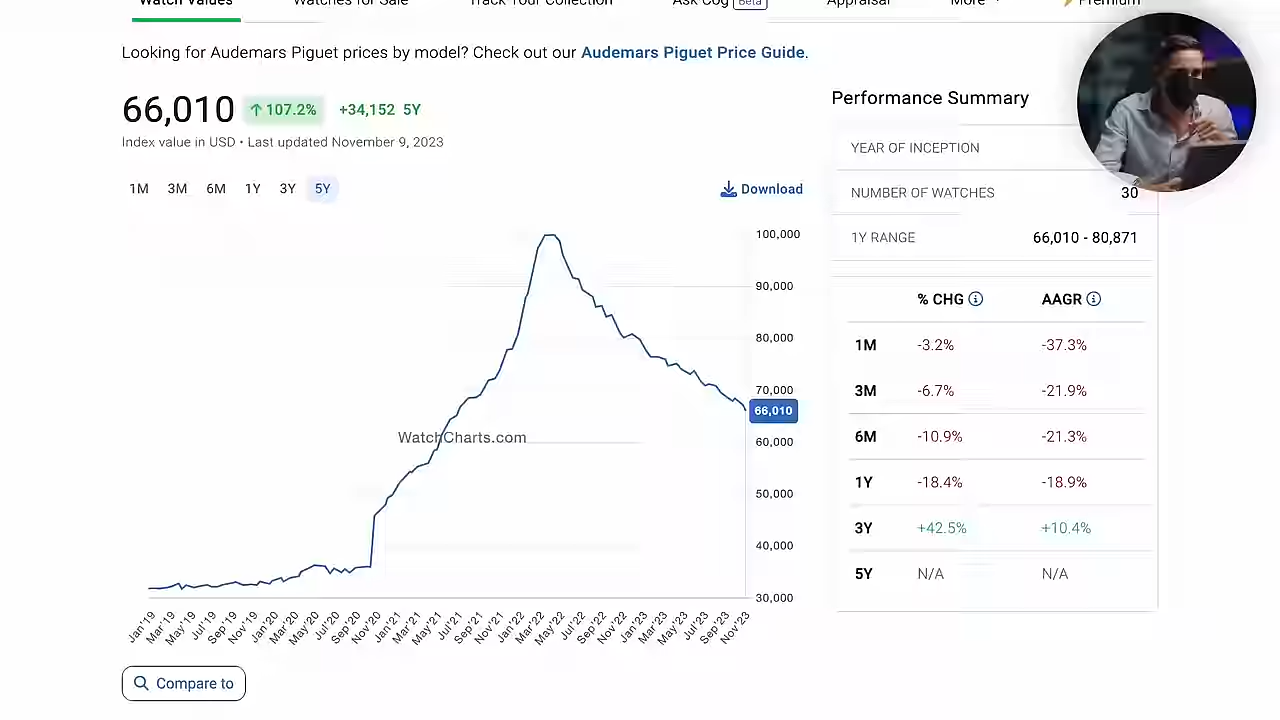 Watch Values Watches for Sale Track Your Collection Ask Cog Beta Appraisal More Premium
Looking for Audemars Piguet prices by model? Check out our Audemars Piguet Price Guide.
66,010 ↑ 107.2% +34,152 5Y
Index value in USD • Last updated November 9, 2023
1M 3M 6M 1Y 3Y 5Y
Download
100,000
90,000
80,000
70,000
66,010
60,000
50,000
40,000
30,000
WatchCharts.com
Jan'19 Mar'19 May'19 Jul'19 Sep'19 Nov'19 Jan'20 Mar'20 May'20 Jul'20 Sep'20 Nov'20 Jan'21 Mar'21 May'21 Jul'21 Sep'21 Nov'21 Jan'22 Mar'22 May'22 Jul'22 Sep'22 Nov'22 Jan'23 Mar'23 May'23 Jul'23 Sep'23 Nov'23
Compare to
Performance Summary
YEAR OF INCEPTION
NUMBER OF WATCHES 30
1Y RANGE 66,010 - 80,871
% CHG AAGR
1M -3.2% -37.3%
3M -6.7% -21.9%
6M -10.9% -21.3%
1Y -18.4% -18.9%
3Y +42.5% +10.4%
5Y N/A N/A